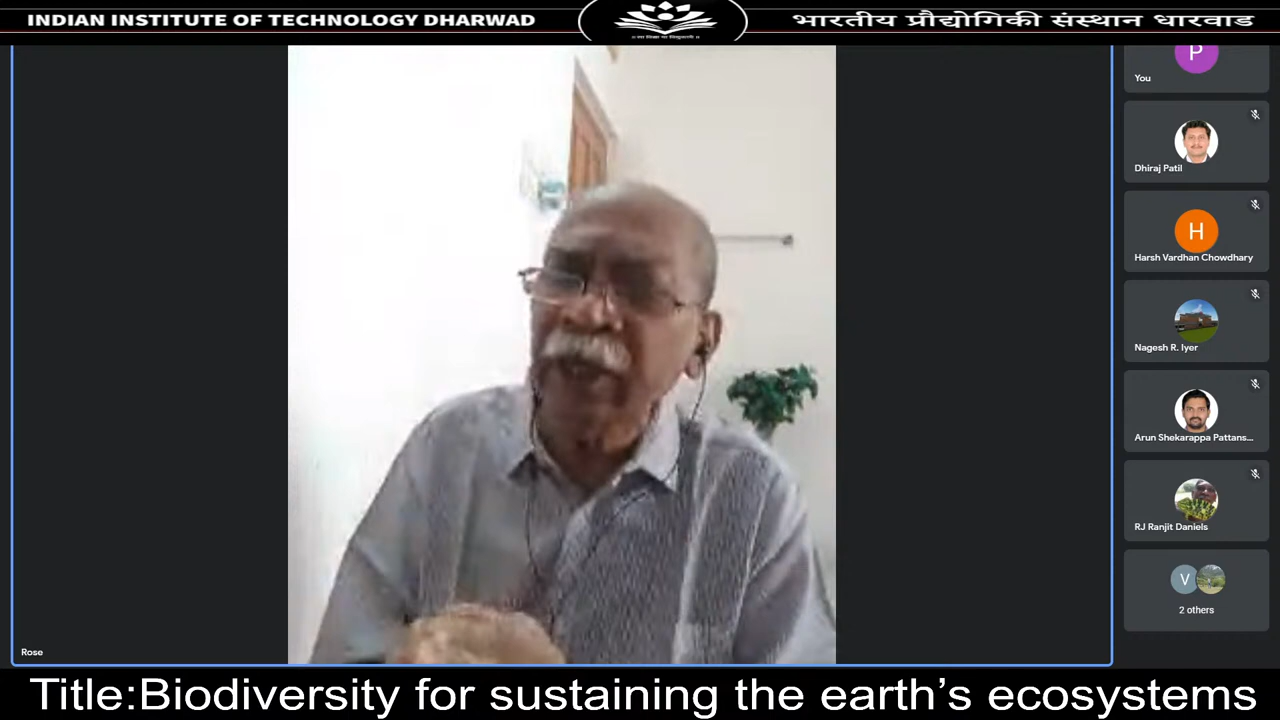 INDIAN INSTITUTE OF TECHNOLOGY DHARWAD
भारतीय प्रौद्योगिकी संस्थान धारवाड
P
You
Dhiraj Patil
H
Harsh Vardhan Chowdhary
Nagesh R. Iyer
Arun Shekarappa Pattans...
RJ Ranjit Daniels
V
2 others
Rose
Title:Biodiversity for sustaining the earth’s ecosystems